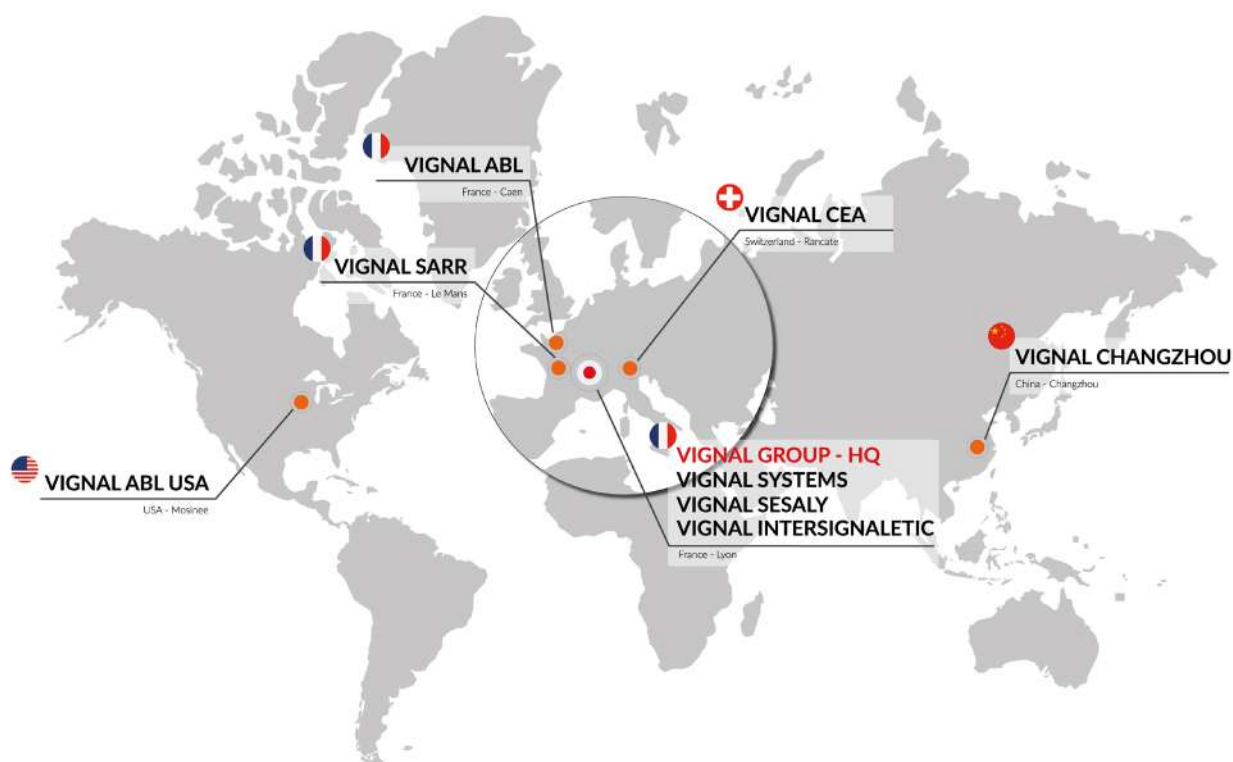 VIGNAL ABL
France - Caen
VIGNAL CEA
Switzerland - Rancate
VIGNAL SARR
France - Le Mans
VIGNAL CHANGZHOU
China - Changzhou
VIGNAL GROUP - HQ
VIGNAL SYSTEMS
VIGNAL SESALY
VIGNAL INTERSIGNALETIC
France - Lyon
VIGNAL ABL USA
USA - Mosinee